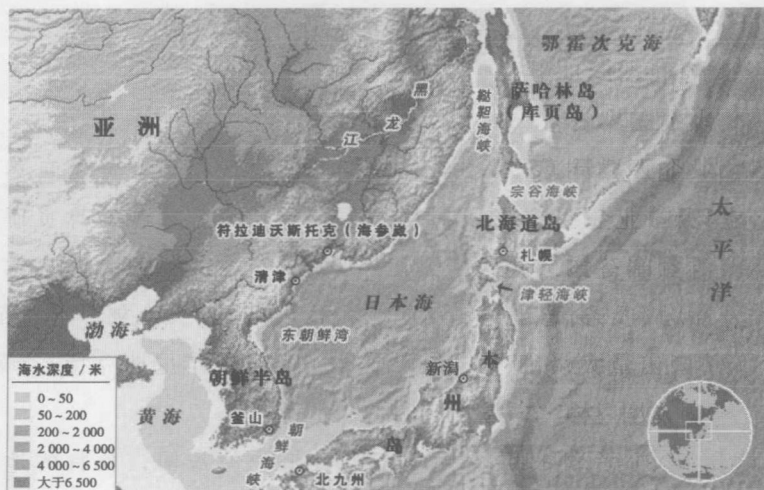 鄂霍次克海
黑龙江
鞑靼海峡
萨哈林岛
（库页岛）
亚洲
宗谷海峡
太平洋
符拉迪沃斯托克（海参崴）
北海道岛
札幌
清津
日本海
津轻海峡
渤海
东朝鲜湾
海水深度 / 米
0～50
50～200
200～2 000
2 000～4 000
4 000～6 500
大于6 500
朝鲜半岛
新潟
本州岛
黄海
釜山
朝鲜海峡
北九州